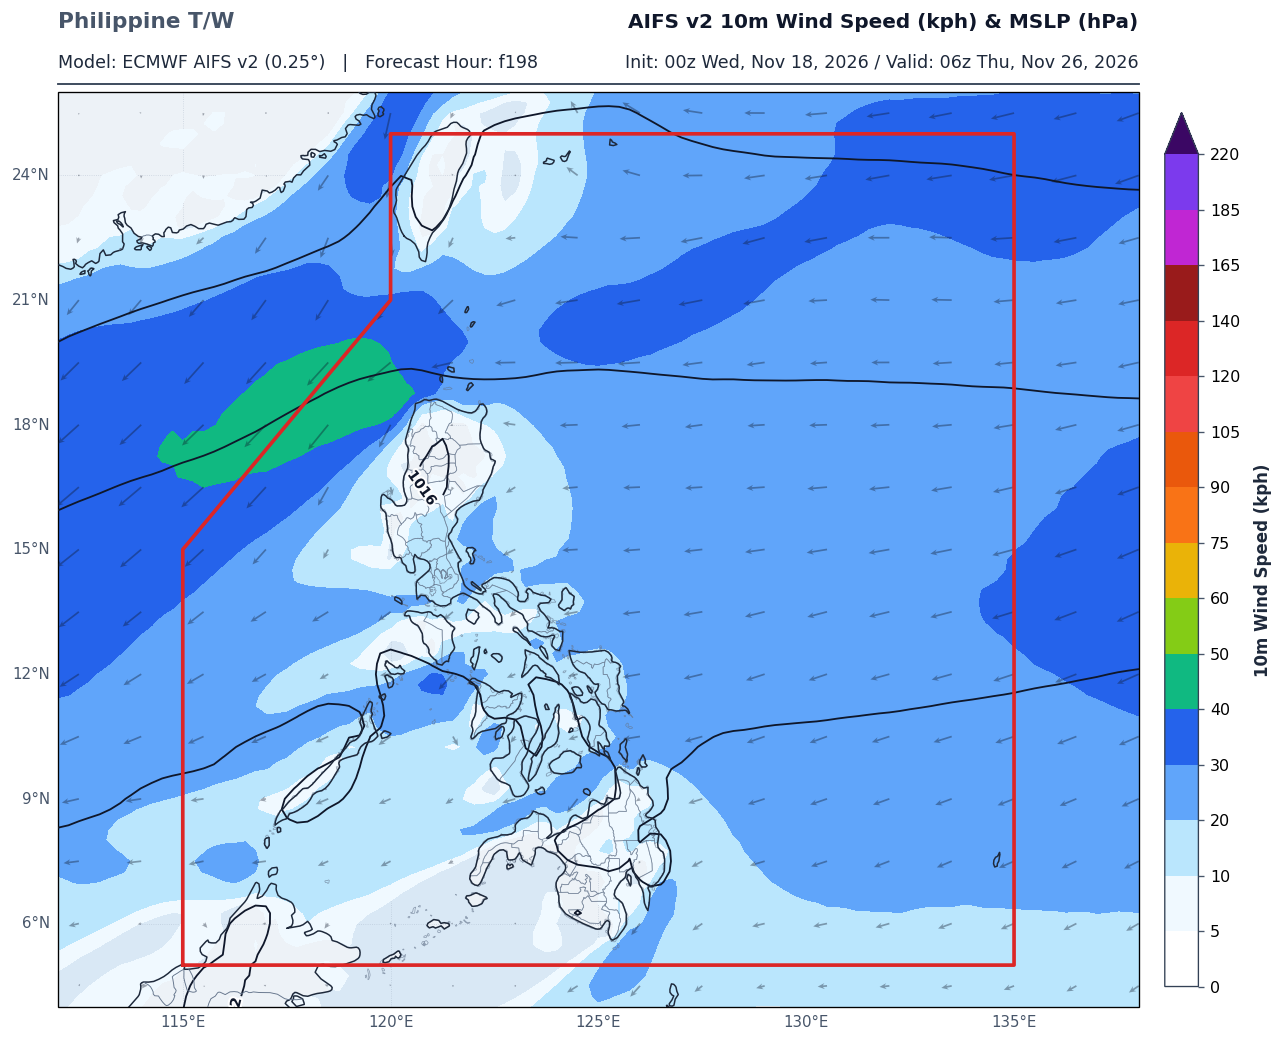 Philippine T/W
AIFS v2 10m Wind Speed (kph) & MSLP (hPa)
Model: ECMWF AIFS v2 (0.25°) | Forecast Hour: f198
Init: 00z Wed, Nov 18, 2026 / Valid: 06z Thu, Nov 26, 2026
24°N
21°N
18°N
15°N
12°N
9°N
6°N
115°E
120°E
125°E
130°E
135°E
1016
2
220
185
165
140
120
105
90
75
60
50
40
30
20
10
5
0
10m Wind Speed (kph)